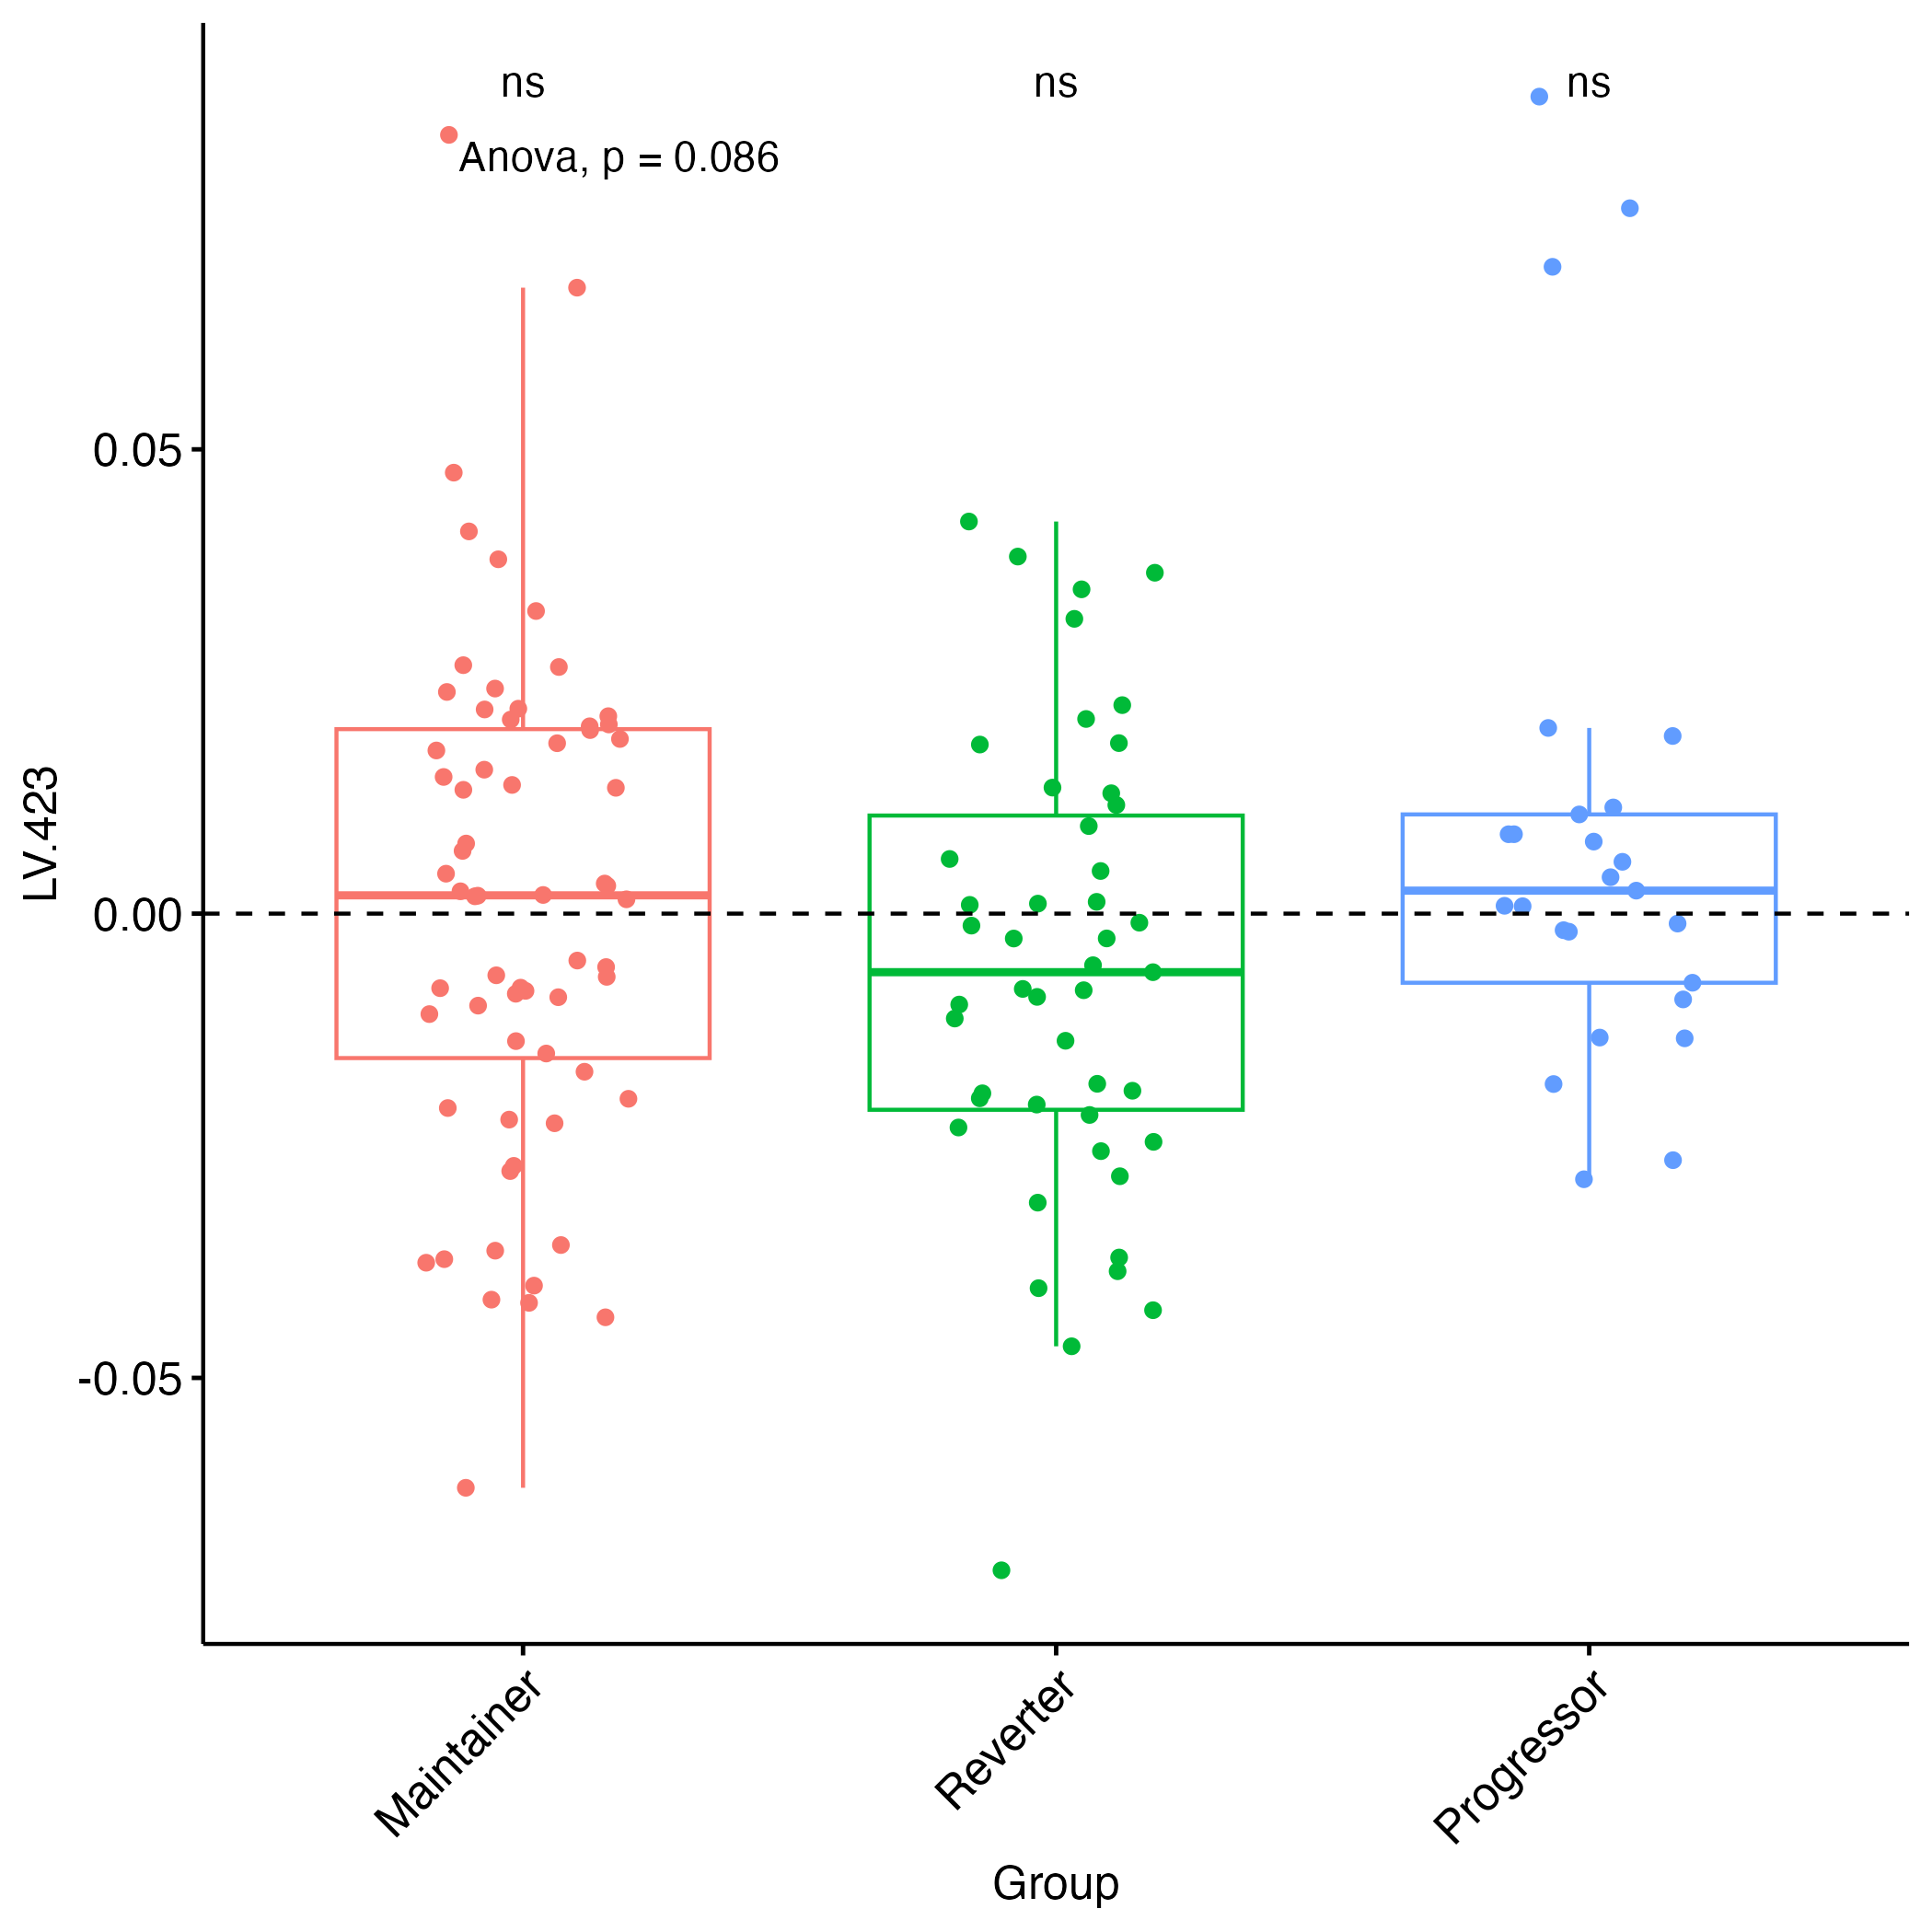 ns
ns
ns
Anova, p = 0.086
0.05
0.00
-0.05
LV.423
Maintainer
Reverter
Progressor
Group